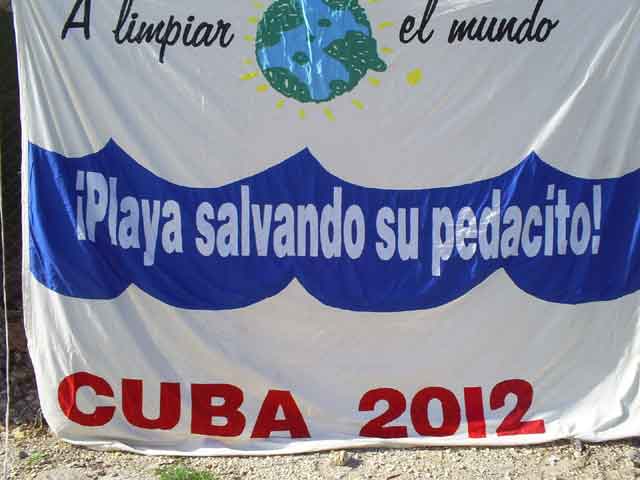 A limpiar el mundo
¡Playa salvando su pedacito!
CUBA 2012